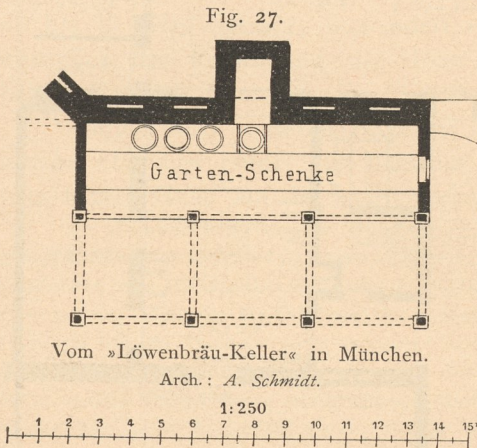 Fig. 27.
Garten-Schenke
Vom »Löwenbräu-Keller« in München.
Arch.: A. Schmidt.
1:250
1 2 3 4 5 6 7 8 9 10 11 12 13 14 15